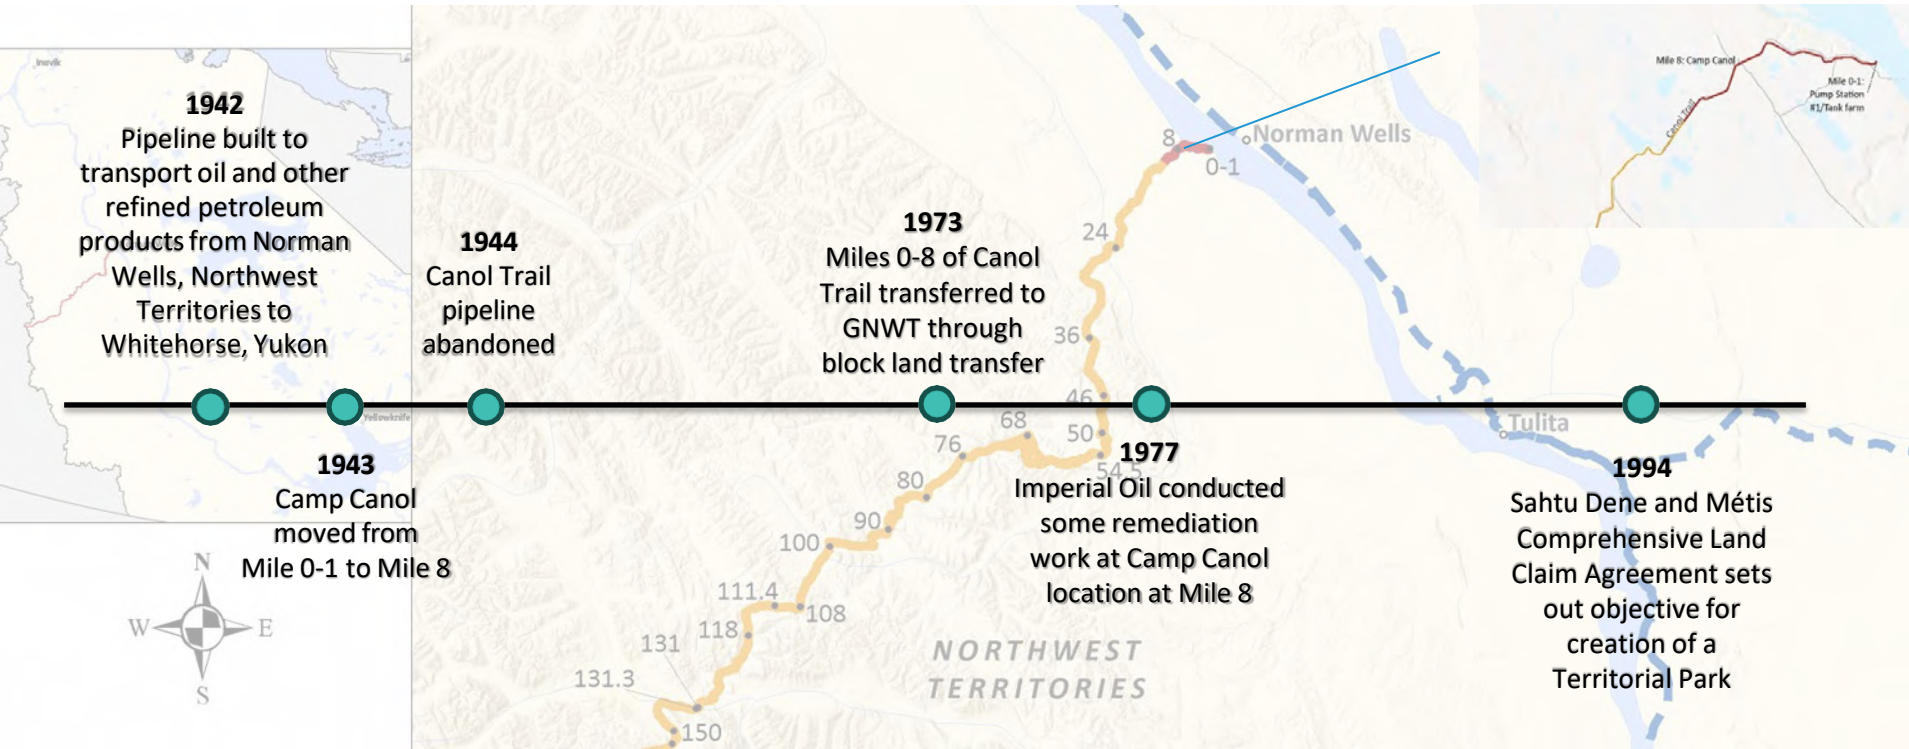 Inuvik
1942
Pipeline built to
transport oil and other
refined petroleum
products from Norman
Wells, Northwest
Territories to
Whitehorse, Yukon
1944
Canol Trail
pipeline
abandoned
1973
Miles 0-8 of Canol
Trail transferred to
GNWT through
block land transfer
Yellowknife
1943
Camp Canol
moved from
Mile 0-1 to Mile 8
1977
Imperial Oil conducted
some remediation
work at Camp Canol
location at Mile 8
1994
Sahtu Dene and Métis
Comprehensive Land
Claim Agreement sets
out objective for
creation of a
Territorial Park
Mile 8: Camp Canol
Mile 0-1:
Pump Station
#1/Tank farm
Canol Trail
Norman Wells
8
0-1
24
36
46
50
54.5
68
76
80
90
100
108
111.4
118
131
131.3
150
Tulita
NORTHWEST
TERRITORIES
N
W
E
S